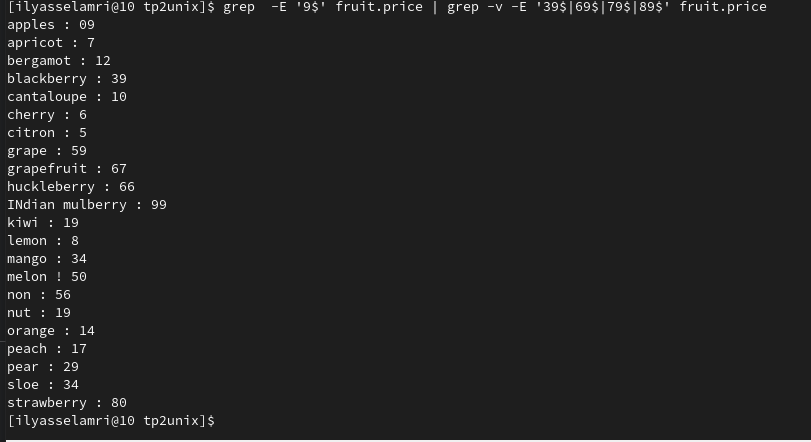 [ilyasselamri@10 tp2unix]$ grep  -E '9$' fruit.price | grep -v -E '39$|69$|79$|89$' fruit.price
apples : 09
apricot : 7
bergamot : 12
blackberry : 39
cantaloupe : 10
cherry : 6
citron : 5
grape : 59
grapefruit : 67
huckleberry : 66
INdian mulberry : 99
kiwi : 19
lemon : 8
mango : 34
melon ! 50
non : 56
nut : 19
orange : 14
peach : 17
pear : 29
sloe : 34
strawberry : 80
[ilyasselamri@10 tp2unix]$